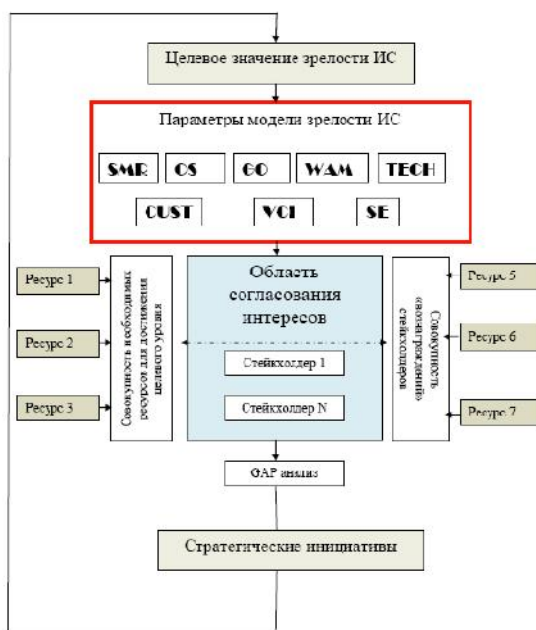 Целевое значение зрелости ИС
Параметры модели зрелости ИС
SMR OS GO WAM TECH
CUST VCI SE
Ресурс 1
Ресурс 2
Ресурс 3
Совокупность необходимых
ресурсов для достижения
целевого уровня
Область
согласования
интересов
Стейкхолдер 1
Стейкхолдер N
Совокупность
«вознаграждений»
стейкхолдеров
Ресурс 5
Ресурс 6
Ресурс 7
GAP анализ
Стратегические инициативы